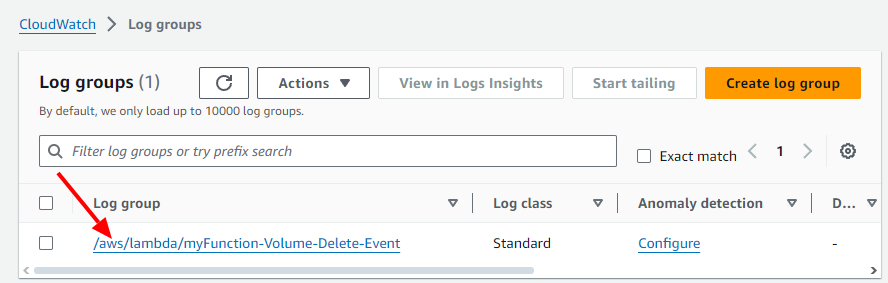 CloudWatch > Log groups
Log groups (1)
Actions
View in Logs Insights
Start tailing
Create log group
By default, we only load up to 10000 log groups.
Filter log groups or try prefix search
Exact match
1
Log group
Log class
Anomaly detection
D...
/aws/lambda/myFunction-Volume-Delete-Event
Standard
Configure
-